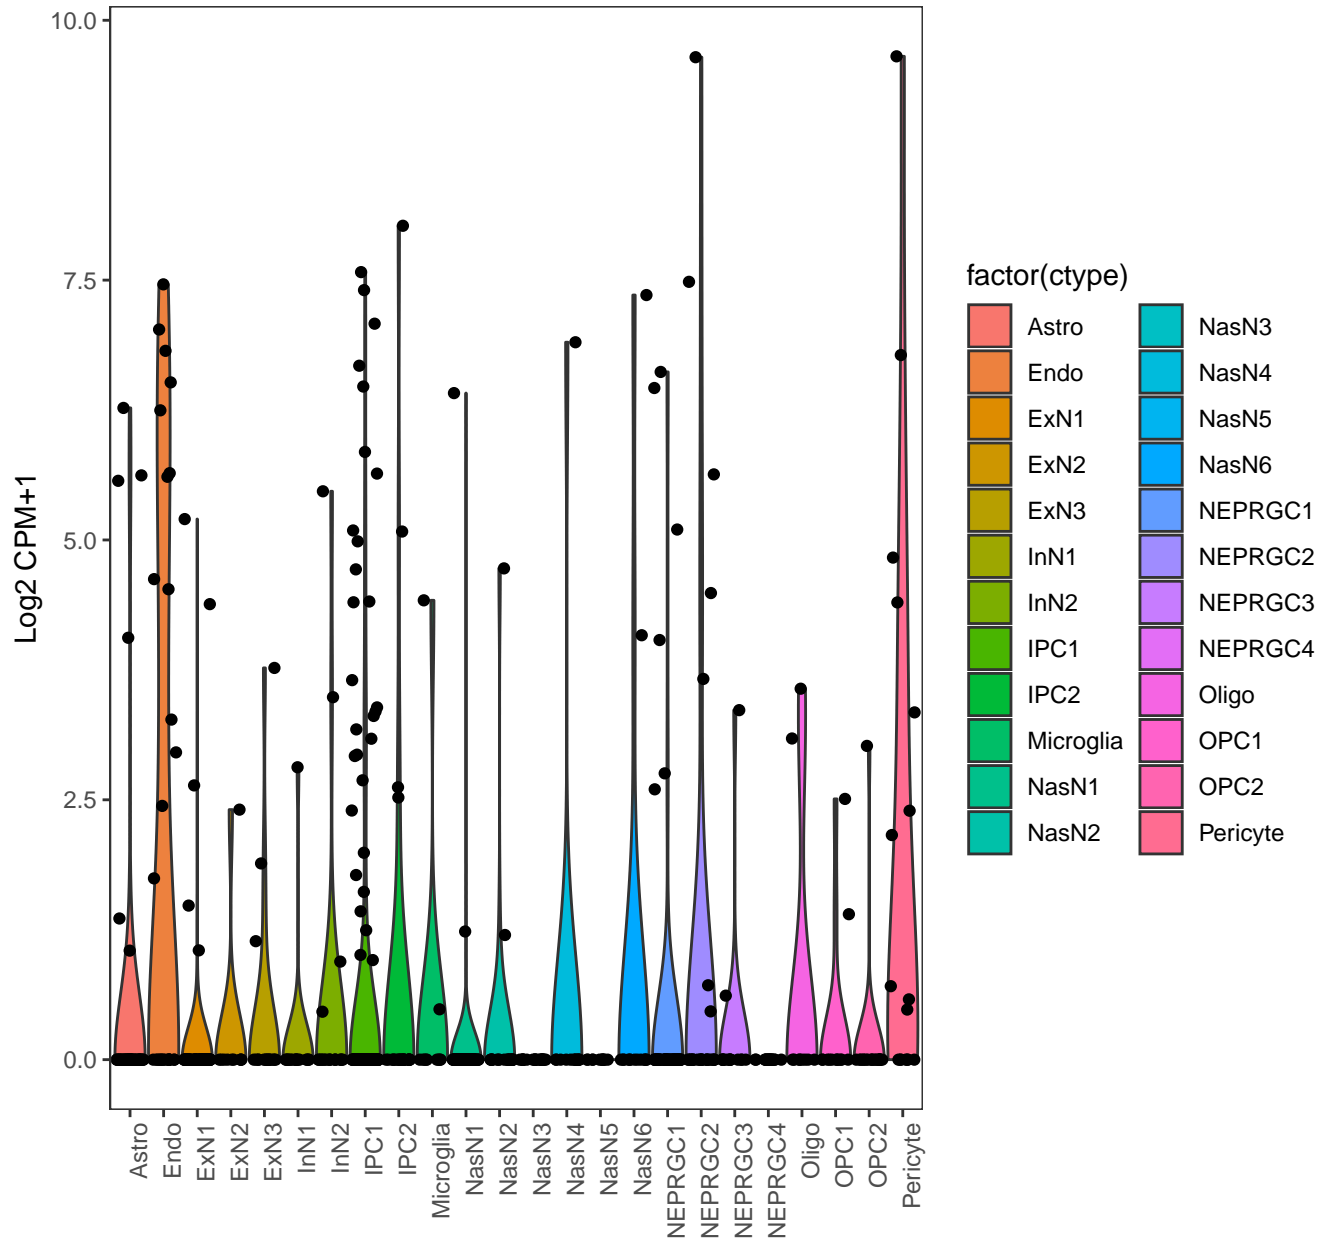 10.0
7.5
5.0
2.5
0.0
Log2 CPM+1
Astro
Endo
ExN1
ExN2
ExN3
InN1
InN2
IPC1
IPC2
Microglia
NasN1
NasN2
NasN3
NasN4
NasN5
NasN6
NEPRGC1
NEPRGC2
NEPRGC3
NEPRGC4
Oligo
OPC1
OPC2
Pericyte
factor(ctype)
Astro
Endo
ExN1
ExN2
ExN3
InN1
InN2
IPC1
IPC2
Microglia
NasN1
NasN2
NasN3
NasN4
NasN5
NasN6
NEPRGC1
NEPRGC2
NEPRGC3
NEPRGC4
Oligo
OPC1
OPC2
Pericyte